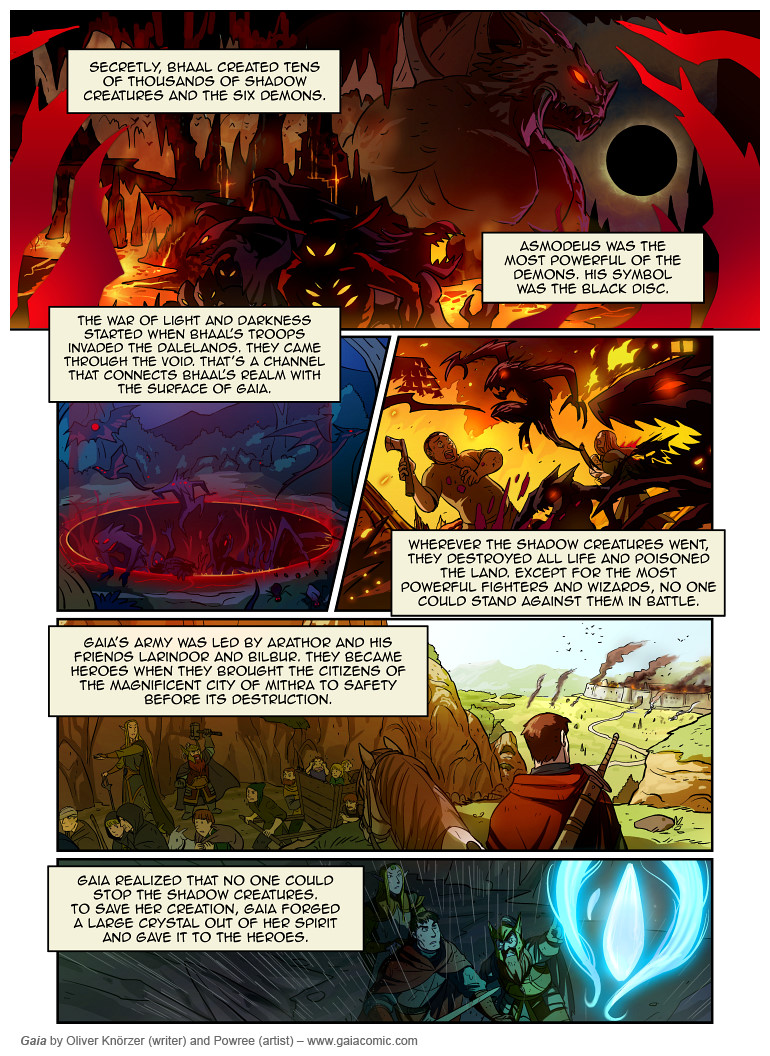 SECRETLY, BHAAL CREATED TENS
OF THOUSANDS OF SHADOW
CREATURES AND THE SIX DEMONS.
ASMODEUS WAS THE
MOST POWERFUL OF THE
DEMONS. HIS SYMBOL
WAS THE BLACK DISC.
THE WAR OF LIGHT AND DARKNESS
STARTED WHEN BHAAL'S TROOPS
INVADED THE DALELANDS. THEY CAME
THROUGH THE VOID. THAT'S A CHANNEL
THAT CONNECTS BHAAL'S REALM WITH
THE SURFACE OF GAIA.
WHEREVER THE SHADOW CREATURES WENT,
THEY DESTROYED ALL LIFE AND POISONED
THE LAND. EXCEPT FOR THE MOST
POWERFUL FIGHTERS AND WIZARDS, NO ONE
COULD STAND AGAINST THEM IN BATTLE.
GAIA'S ARMY WAS LED BY ARATHOR AND HIS
FRIENDS LARINDOR AND BILBUR. THEY BECAME
HEROES WHEN THEY BROUGHT THE CITIZENS OF
THE MAGNIFICENT CITY OF MITHRA TO SAFETY
BEFORE ITS DESTRUCTION.
GAIA REALIZED THAT NO ONE COULD
STOP THE SHADOW CREATURES.
TO SAVE HER CREATION, GAIA FORGED
A LARGE CRYSTAL OUT OF HER SPIRIT
AND GAVE IT TO THE HEROES.
Gaia by Oliver Knörzer (writer) and Powree (artist) – www.gaiacomic.com